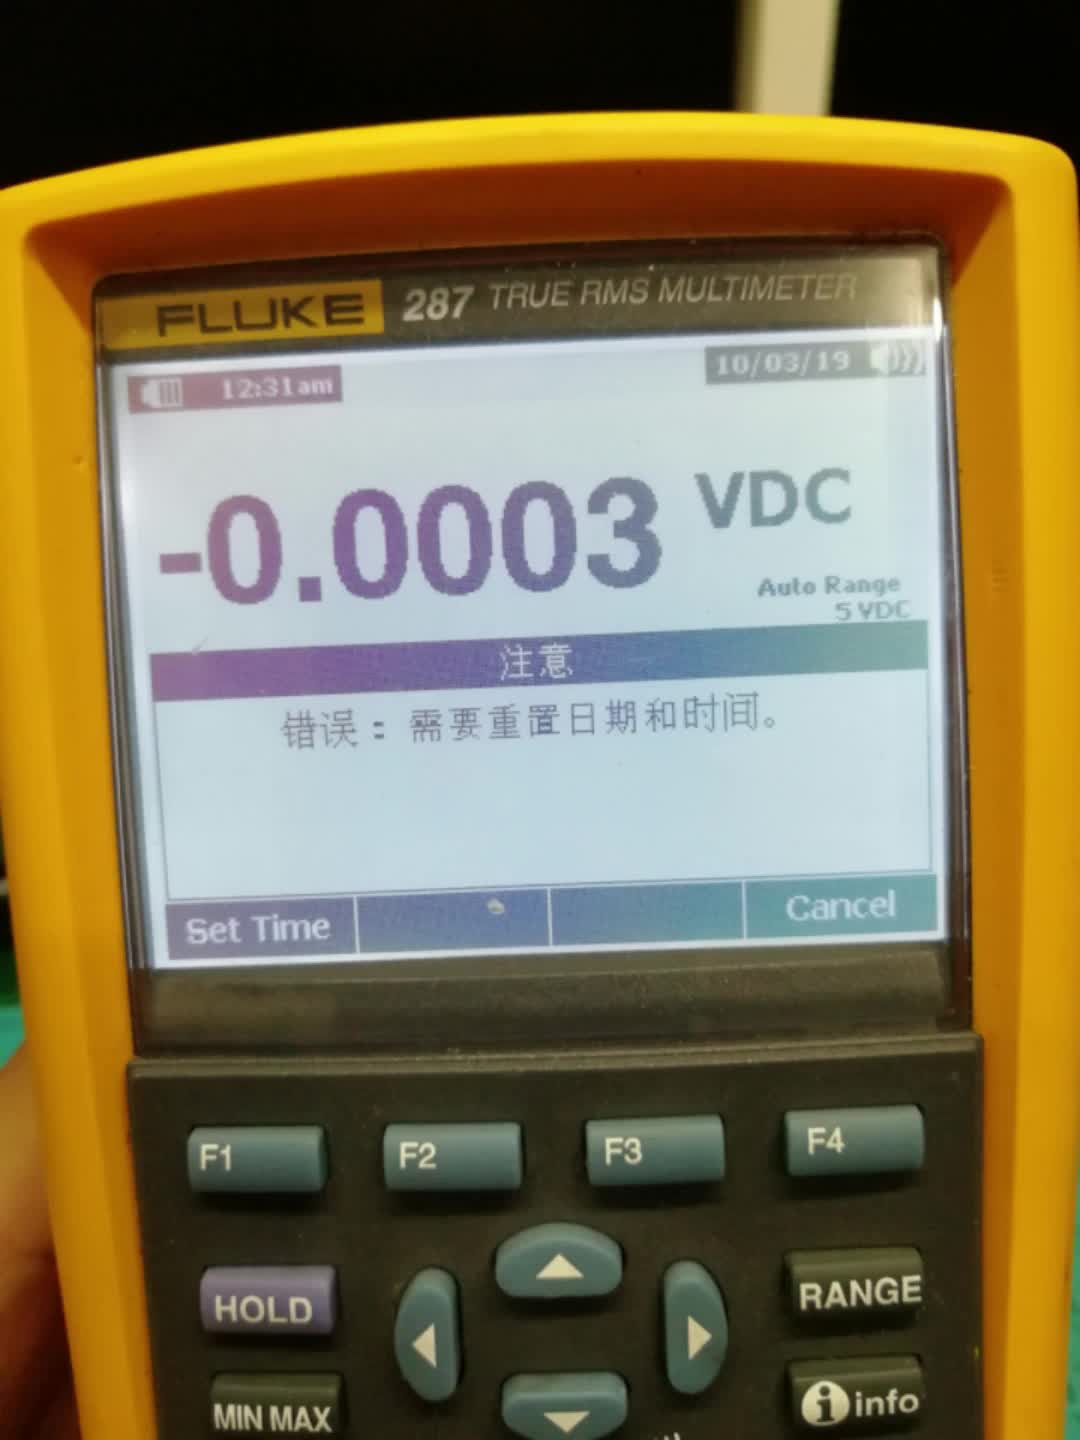 FLUKE 287 TRUE RMS MULTIMETER
12:31am 10/03/19
-0.0003 VDC
Auto Range
5 VDC
注意
错误：需要重置日期和时间。
Set Time Cancel
F1 F2 F3 F4
HOLD RANGE
MIN MAX i info